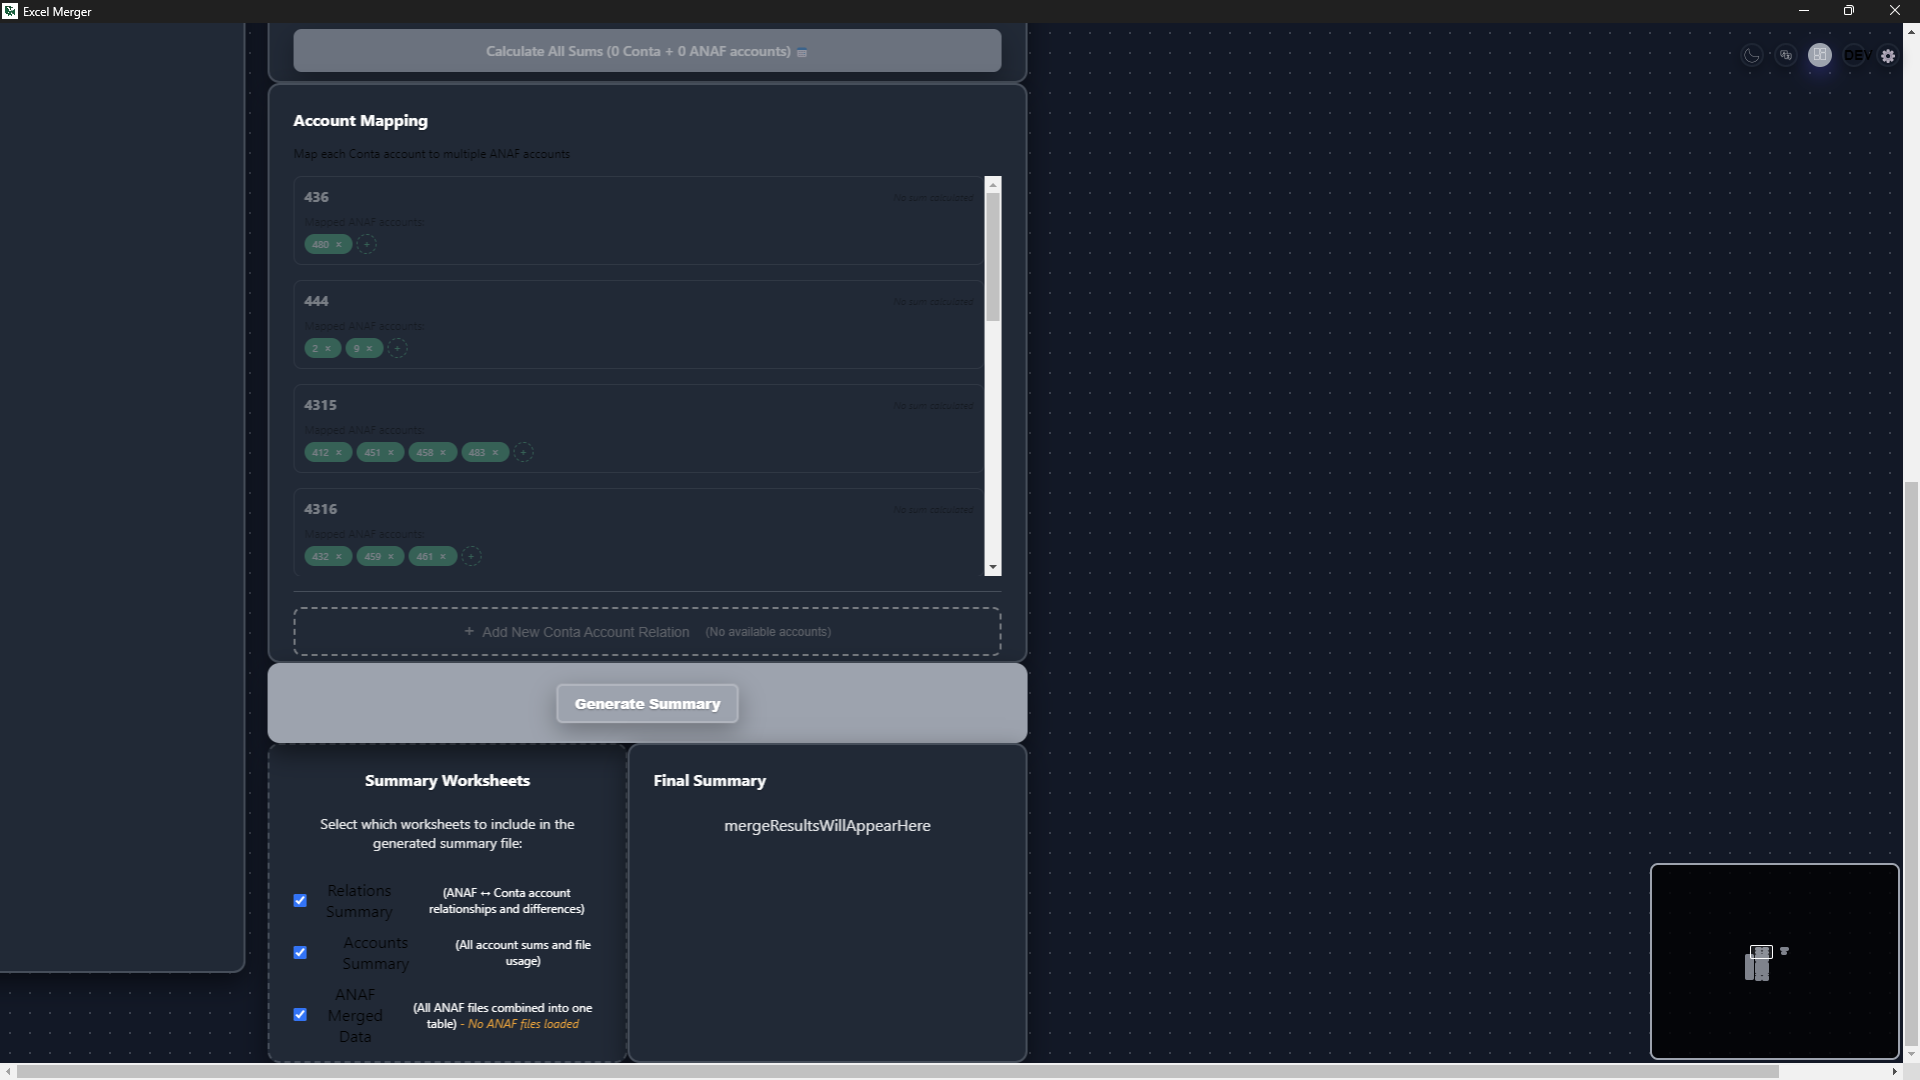 Excel Merger
Calculate All Sums (0 Conta + 0 ANAF accounts)
DEV
Account Mapping
Map each Conta account to multiple ANAF accounts
436
No sum calculated
Mapped ANAF accounts:
480 ×
+
444
No sum calculated
Mapped ANAF accounts:
2 × 9 ×
+
4315
No sum calculated
Mapped ANAF accounts:
412 × 451 × 458 × 483 ×
+
4316
No sum calculated
Mapped ANAF accounts:
432 × 459 × 461 ×
+
+ Add New Conta Account Relation (No available accounts)
Generate Summary
Summary Worksheets
Select which worksheets to include in the
generated summary file:
Relations
Summary
(ANAF ↔ Conta account
relationships and differences)
Accounts
Summary
(All account sums and file
usage)
ANAF
Merged
Data
(All ANAF files combined into one
table) - No ANAF files loaded
Final Summary
mergeResultsWillAppearHere